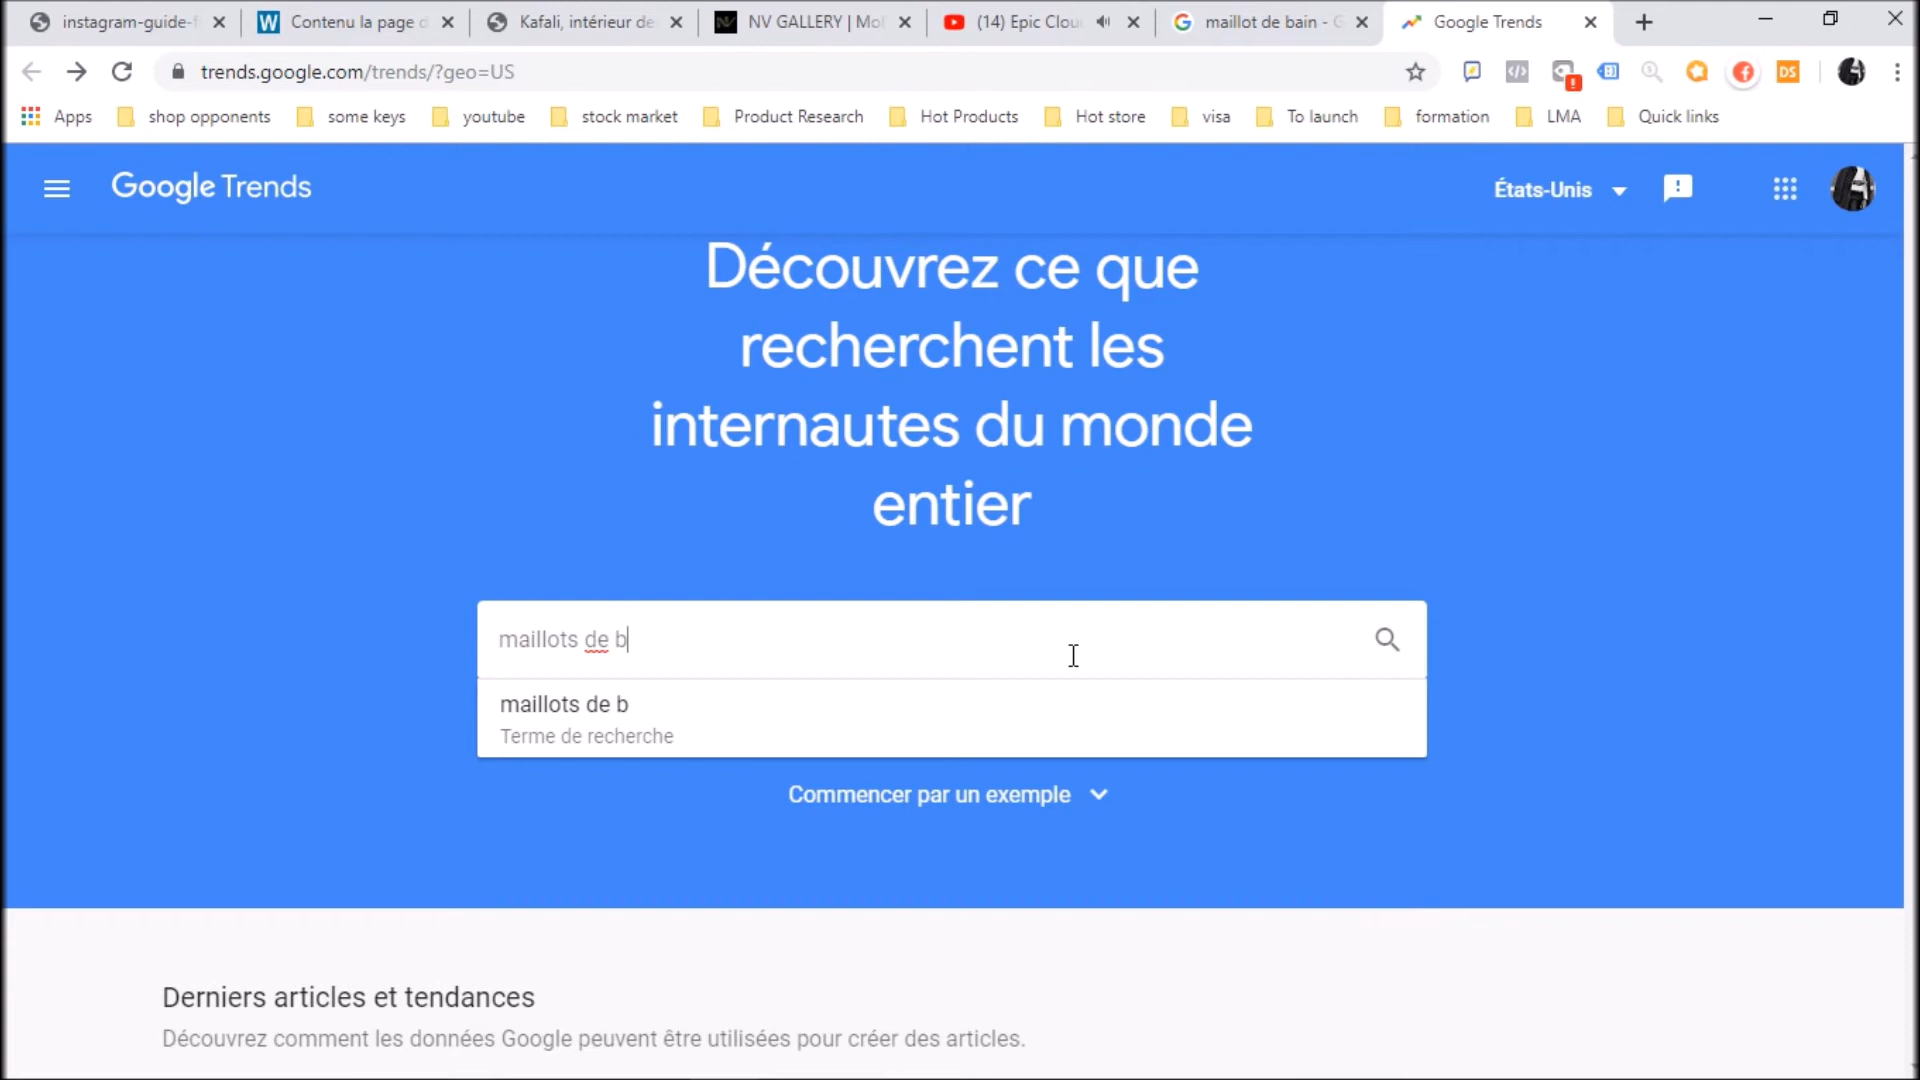 instagram-guide-f
Contenu la page d
Kafali, intérieur de
NV GALLERY | Mo
(14) Epic Clou
maillot de bain - G
Google Trends
trends.google.com/trends/?geo=US
DS
Apps
shop opponents
some keys
youtube
stock market
Product Research
Hot Products
Hot store
visa
To launch
formation
LMA
Quick links
Google Trends
États-Unis
Découvrez ce que
recherchent les
internautes du monde
entier
maillots de b
maillots de b
Terme de recherche
Commencer par un exemple
Derniers articles et tendances
Découvrez comment les données Google peuvent être utilisées pour créer des articles.